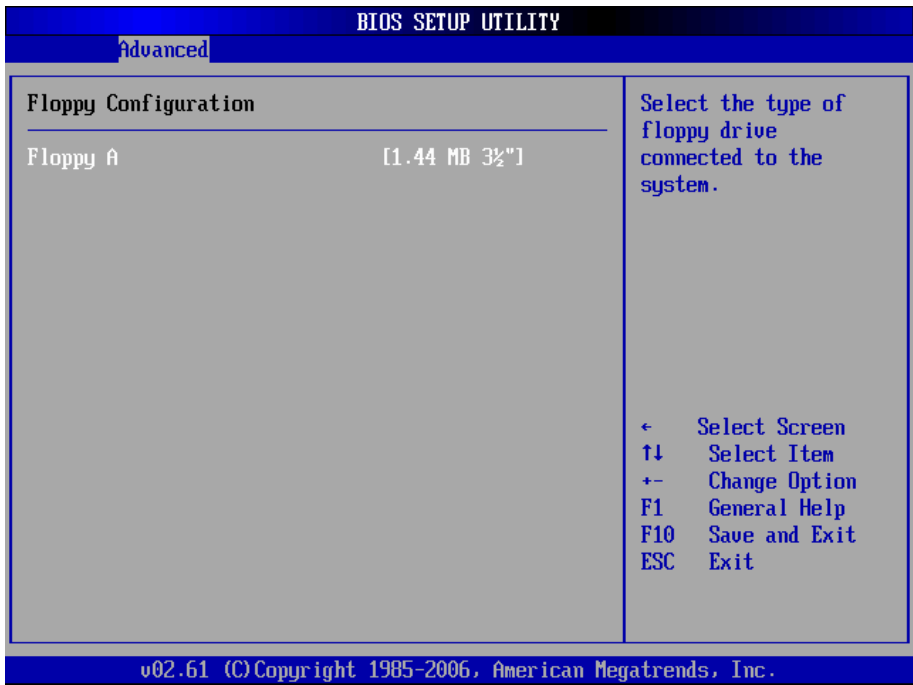 BIOS SETUP UTILITY
Advanced
Floppy Configuration
Floppy A [1.44 MB 3½"]
Select the type of
floppy drive
connected to the
system.
← Select Screen
↑↓ Select Item
+- Change Option
F1 General Help
F10 Save and Exit
ESC Exit
v02.61 (C)Copyright 1985-2006, American Megatrends, Inc.